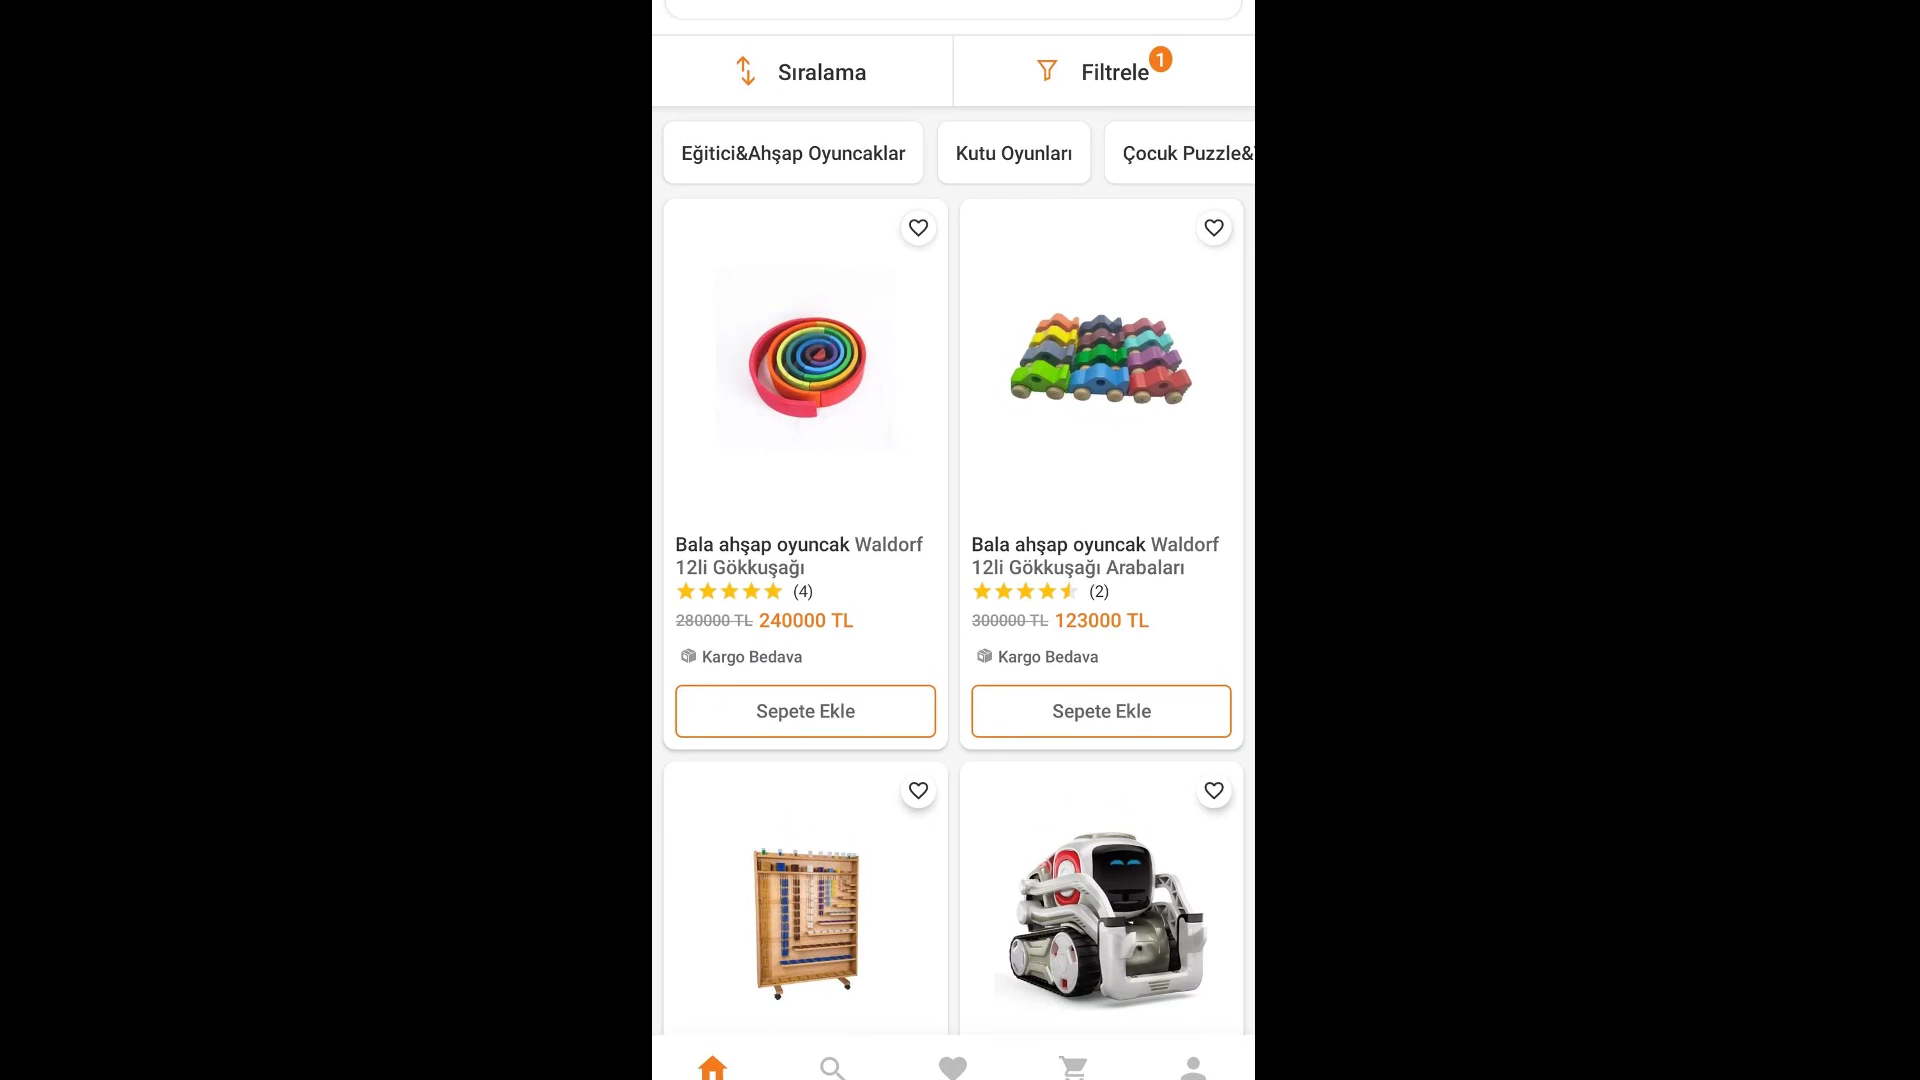 Sıralama
Filtrele
1
Eğitici&Ahşap Oyuncaklar
Kutu Oyunları
Çocuk Puzzle&
Bala ahşap oyuncak Waldorf
12li Gökkuşağı
(4)
280000 TL 240000 TL
Kargo Bedava
Sepete Ekle
Bala ahşap oyuncak Waldorf
12li Gökkuşağı Arabaları
(2)
300000 TL 123000 TL
Kargo Bedava
Sepete Ekle